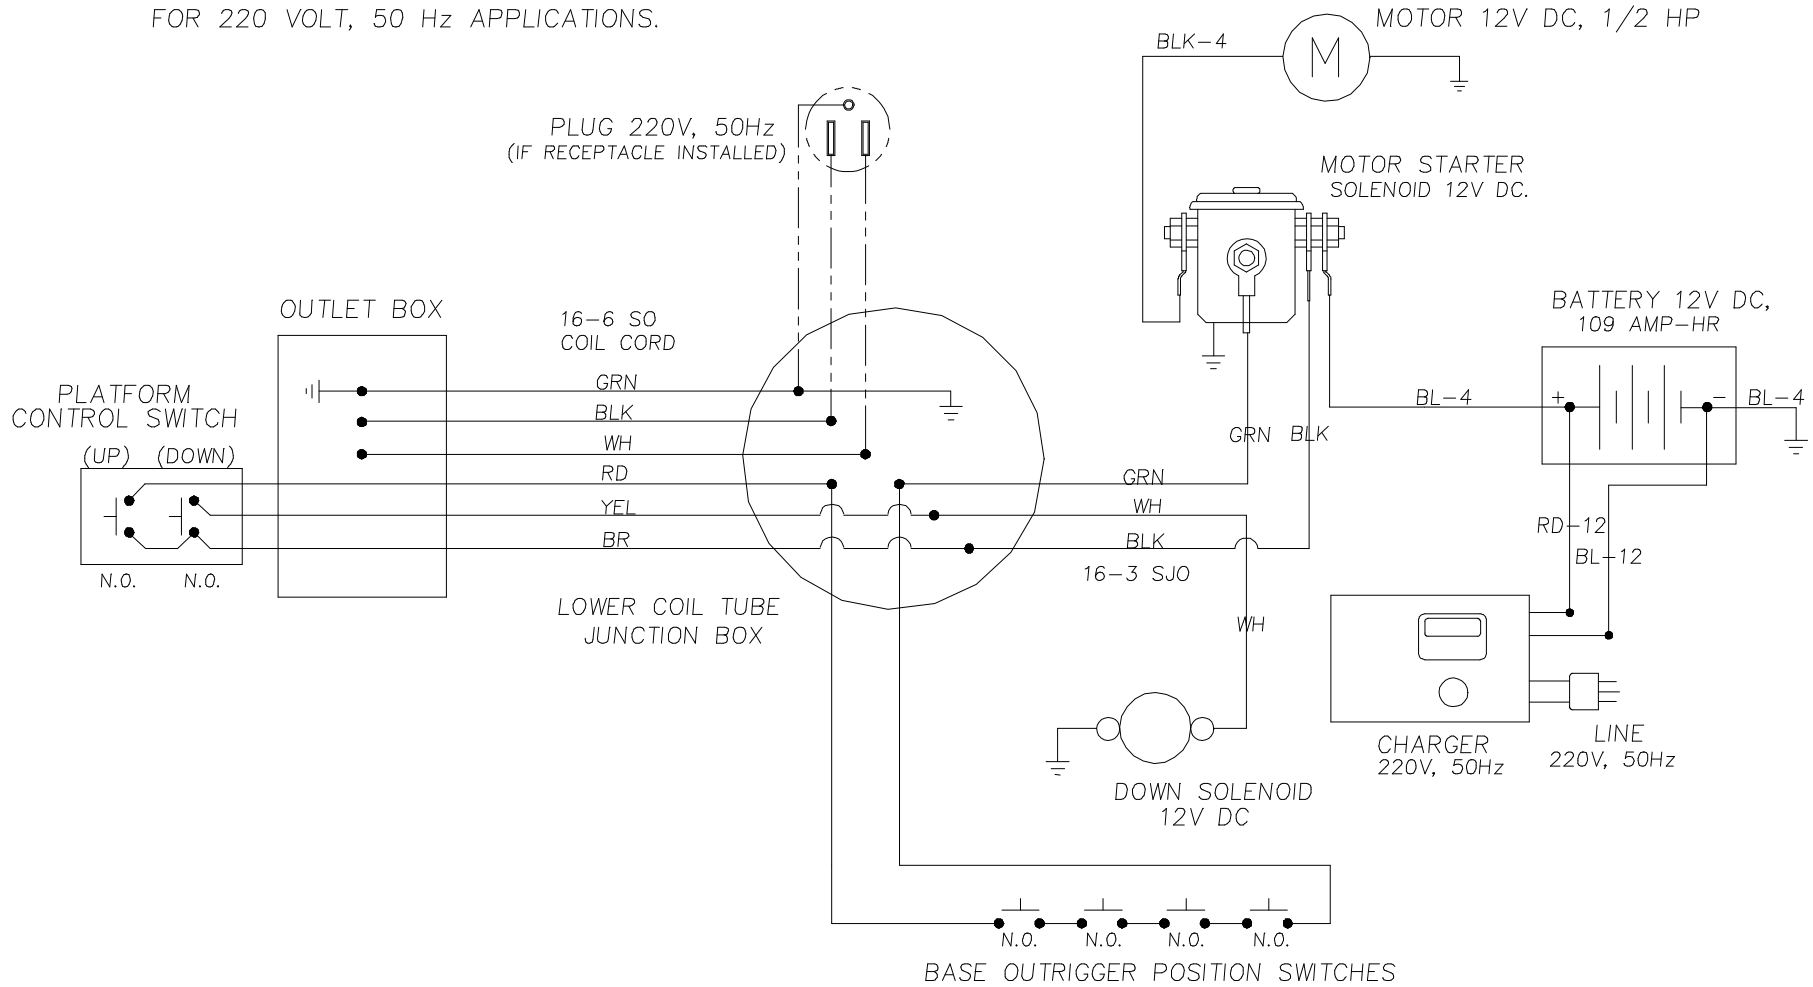 FOR 220 VOLT, 50 Hz APPLICATIONS.
MOTOR 12V DC, 1/2 HP
BLK-4
M
PLUG 220V, 50Hz
(IF RECEPTACLE INSTALLED)
MOTOR STARTER
SOLENOID 12V DC.
OUTLET BOX
16-6 SO
COIL CORD
BATTERY 12V DC,
109 AMP-HR
PLATFORM
CONTROL SWITCH
(UP) (DOWN)
GRN
BLK
WH
RD
YEL
BR
BL-4
+
-
BL-4
GRN BLK
GRN
WH
BLK
16-3 SJO
RD-12
BL-12
N.O. N.O.
LOWER COIL TUBE
JUNCTION BOX
WH
CHARGER
220V, 50Hz
LINE
220V, 50Hz
DOWN SOLENOID
12V DC
N.O. N.O. N.O. N.O.
BASE OUTRIGGER POSITION SWITCHES